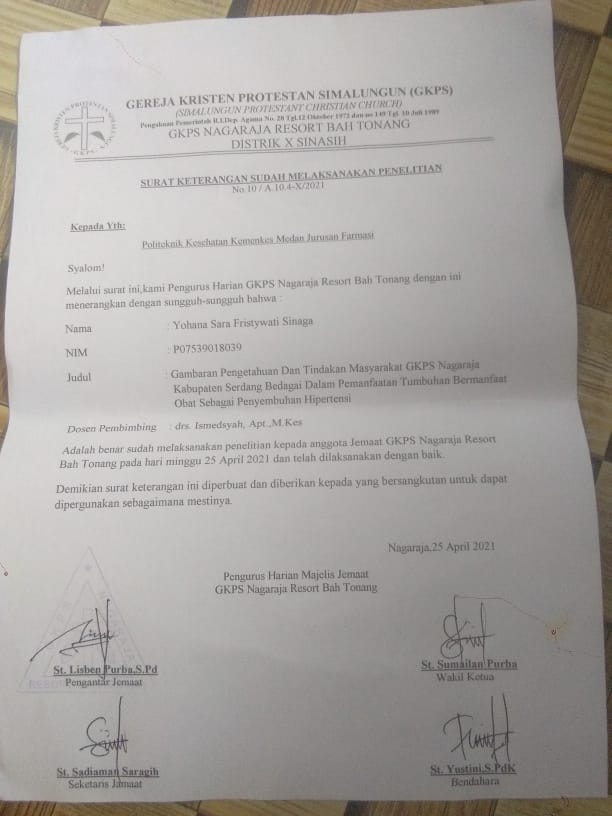 GEREJA KRISTEN PROTESTAN SIMALUNGUN (GKPS)
(SIMALUNGUN PROTESTANT CHRISTIAN CHURCH)
Pengakuan Pemerintah R.I.Dep. Agama No. 28 Tgl.12 Oktober 1972 dan no 149 Tgl. 10 Juli 1989
GKPS NAGARAJA RESORT BAH TONANG
DISTRIK X SINASIH
SURAT KETERANGAN SUDAH MELAKSANAKAN PENELITIAN
No.10 / A.10.4-X/2021
Kepada Yth:
Politeknik Kesehatan Kemenkes Medan Jurusan Farmasi
Syalom!
Melalui surat ini,kami Pengurus Harian GKPS Nagaraja Resort Bah Tonang dengan ini
menerangkan dengan sungguh-sungguh bahwa :
Nama : Yohana Sara Fristywati Sinaga
NIM : P07539018039
Judul : Gambaran Pengetahuan Dan Tindakan Masyarakat GKPS Nagaraja
Kabupaten Serdang Bedagai Dalam Pemanfaatan Tumbuhan Bermanfaat
Obat Sebagai Penyembuhan Hipertensi
Dosen Pembimbing : drs. Ismedsyah, Apt.,M.Kes
Adalah benar sudah melaksanakan penelitian kepada anggota Jemaat GKPS Nagaraja Resort
Bah Tonang pada hari minggu 25 April 2021 dan telah dilaksanakan dengan baik.
Demikian surat keterangan ini diperbuat dan diberikan kepada yang bersangkutan untuk dapat
dipergunakan sebagaimana mestinya.
Nagaraja,25 April 2021
Pengurus Harian Majelis Jemaat
GKPS Nagaraja Resort Bah Tonang
St. Lisben Purba,S.Pd
Pengantar Jemaat
St. Sumailan Purba
Wakil Ketua
St. Sadiaman Saragih
Seketaris Jamaat
St. Yustini,S.PdK
Bendahara